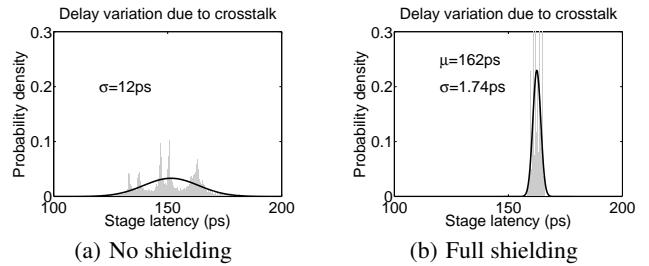 Delay variation due to crosstalk
Probability density
0.3
0.2
0.1
0
σ=12ps
100
150
200
Stage latency (ps)
(a) No shielding
Delay variation due to crosstalk
Probability density
0.3
0.2
0.1
0
μ=162ps
σ=1.74ps
100
150
200
Stage latency (ps)
(b) Full shielding